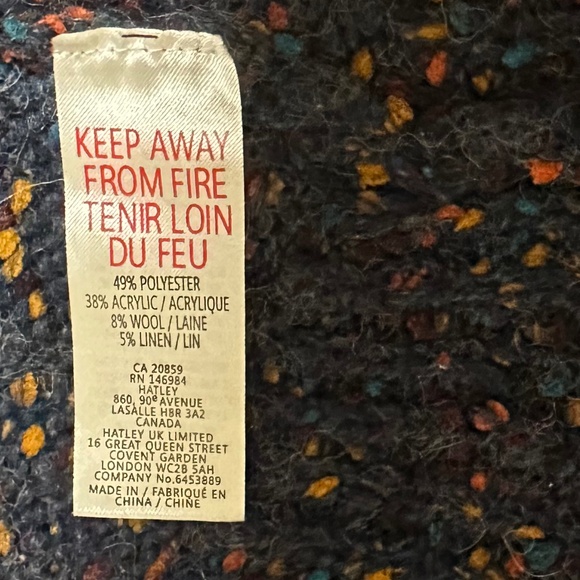 KEEP AWAY
FROM FIRE
TENIR LOIN
DU FEU
49% POLYESTER
38% ACRYLIC / ACRYLIQUE
8% WOOL / LAINE
5% LINEN / LIN
CA 20859
RN 146984
HATLEY
860, 90e AVENUE
LASALLE H8R 3A2
CANADA
HATLEY UK LIMITED
16 GREAT QUEEN STREET
COVENT GARDEN
LONDON WC2B 5AH
COMPANY No.6453889
MADE IN / FABRIQUÉ EN
CHINA / CHINE